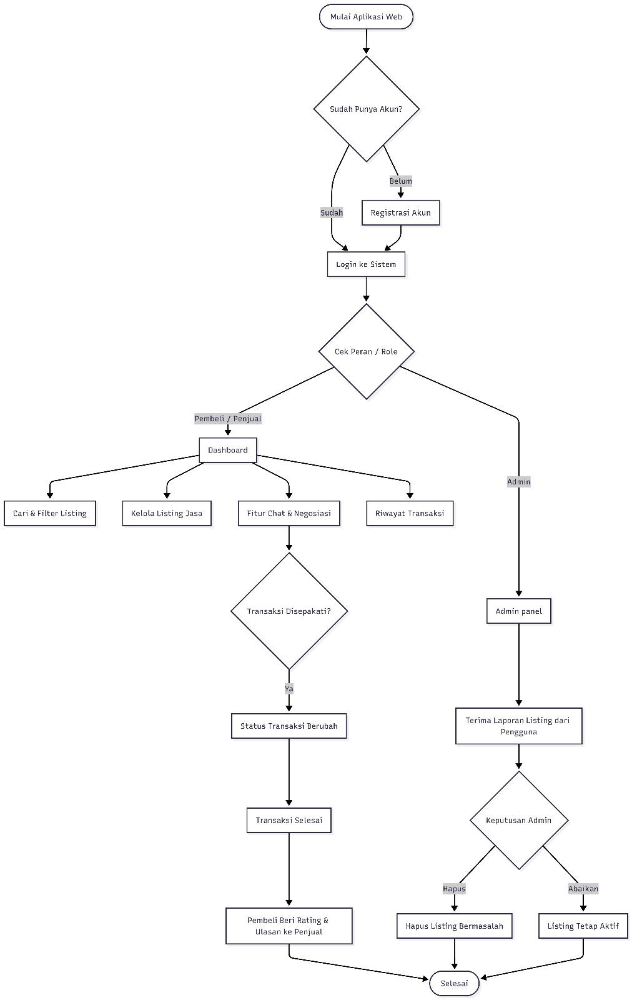 Mulai Aplikasi Web
Sudah Punya Akun?
Belum
Sudah
Registrasi Akun
Login ke Sistem
Cek Peran / Role
Pembeli / Penjual
Dashboard
Admin
Cari & Filter Listing
Kelola Listing Jasa
Fitur Chat & Negosiasi
Riwayat Transaksi
Transaksi Disepakati?
Admin panel
Ya
Status Transaksi Berubah
Terima Laporan Listing dari
Pengguna
Transaksi Selesai
Keputusan Admin
Hapus
Abaikan
Pembeli Beri Rating &
Ulasan ke Penjual
Hapus Listing Bermasalah
Listing Tetap Aktif
Selesai